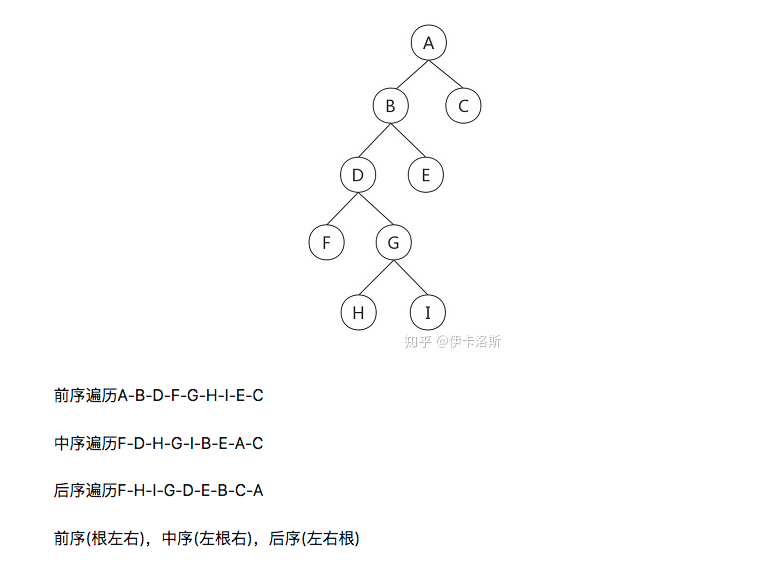 A
B
C
D
E
F
G
H
I
知乎 @伊卡洛斯
前序遍历A-B-D-F-G-H-I-E-C
中序遍历F-D-H-G-I-B-E-A-C
后序遍历F-H-I-G-D-E-B-C-A
前序(根左右)，中序(左根右)，后序(左右根)